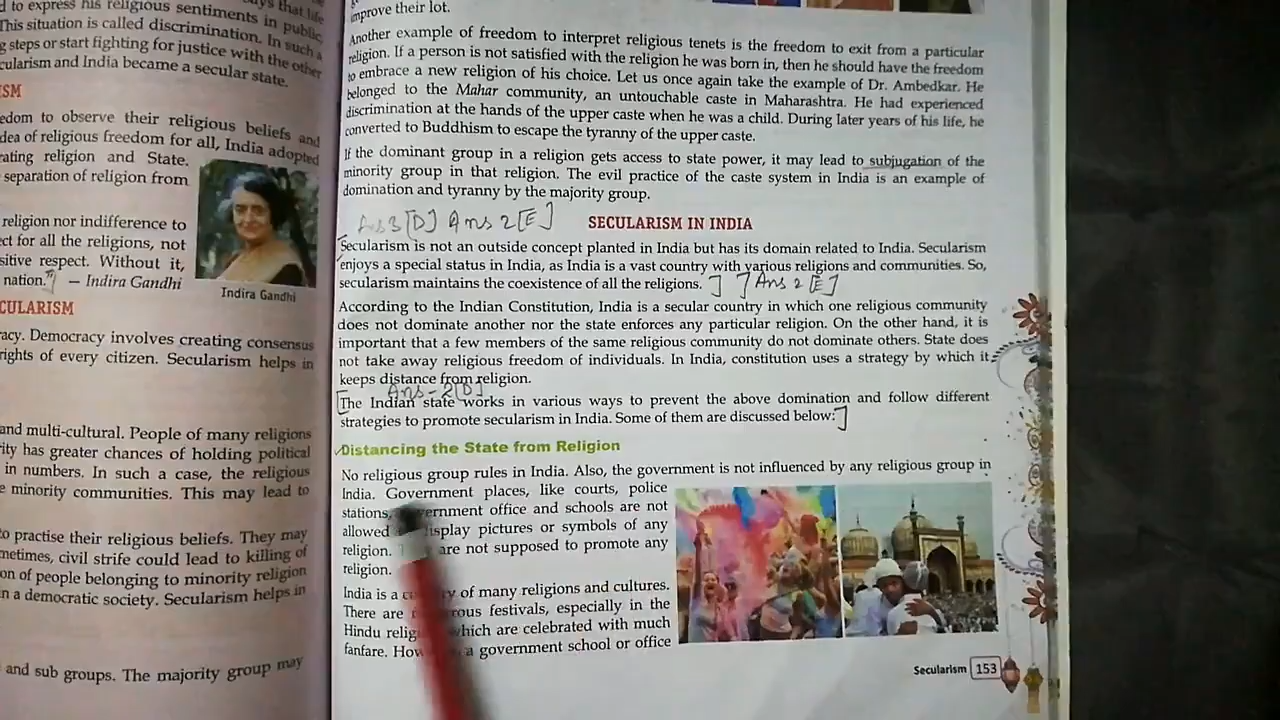 d to express his religious sentiments in public.
This situation is called discrimination. In such a
g steps or start fighting for justice with the other
cularism and India became a secular state.
ISM
edom to observe their religious beliefs and
dea of religious freedom for all, India adopted
rating religion and State.
separation of religion from
religion nor indifference to
ect for all the religions, not
sitive respect. Without it,
nation." — Indira Gandhi
Indira Gandhi
CULARISM
racy. Democracy involves creating consensus
rights of every citizen. Secularism helps in
and multi-cultural. People of many religions
rity has greater chances of holding political
in numbers. In such a case, the religious
e minority communities. This may lead to
to practise their religious beliefs. They may
metimes, civil strife could lead to killing of
on of people belonging to minority religion
n a democratic society. Secularism helps in
and sub groups. The majority group may
improve their lot.
Another example of freedom to interpret religious tenets is the freedom to exit from a particular
religion. If a person is not satisfied with the religion he was born in, then he should have the freedom
to embrace a new religion of his choice. Let us once again take the example of Dr. Ambedkar. He
belonged to the Mahar community, an untouchable caste in Maharashtra. He had experienced
discrimination at the hands of the upper caste when he was a child. During later years of his life, he
converted to Buddhism to escape the tyranny of the upper caste.
If the dominant group in a religion gets access to state power, it may lead to subjugation of the
minority group in that religion. The evil practice of the caste system in India is an example of
domination and tyranny by the majority group.
Ans 3 [D] Ans 2 [E]
SECULARISM IN INDIA
Secularism is not an outside concept planted in India but has its domain related to India. Secularism
enjoys a special status in India, as India is a vast country with various religions and communities. So,
secularism maintains the coexistence of all the religions. ] ] Ans 2 [E]
According to the Indian Constitution, India is a secular country in which one religious community
does not dominate another nor the state enforces any particular religion. On the other hand, it is
important that a few members of the same religious community do not dominate others. State does
not take away religious freedom of individuals. In India, constitution uses a strategy by which it
keeps distance from religion.
Ans - 2 [D]
[The Indian state works in various ways to prevent the above domination and follow different
strategies to promote secularism in India. Some of them are discussed below:]
Distancing the State from Religion
No religious group rules in India. Also, the government is not influenced by any religious group in
India. Government places, like courts, police
stations, government office and schools are not
allowed display pictures or symbols of any
religion. are not supposed to promote any
religion.
India is a of many religions and cultures.
There are festivals, especially in the
Hindu which are celebrated with much
fanfare. a government school or office
Secularism 153